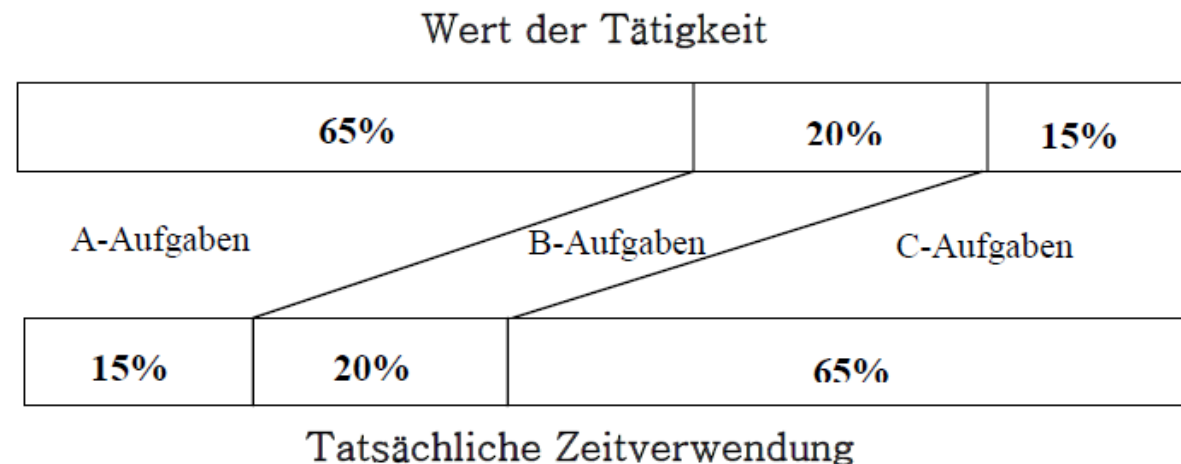 Wert der Tätigkeit
65% 20% 15%
A-Aufgaben B-Aufgaben C-Aufgaben
15% 20% 65%
Tatsächliche Zeitverwendung